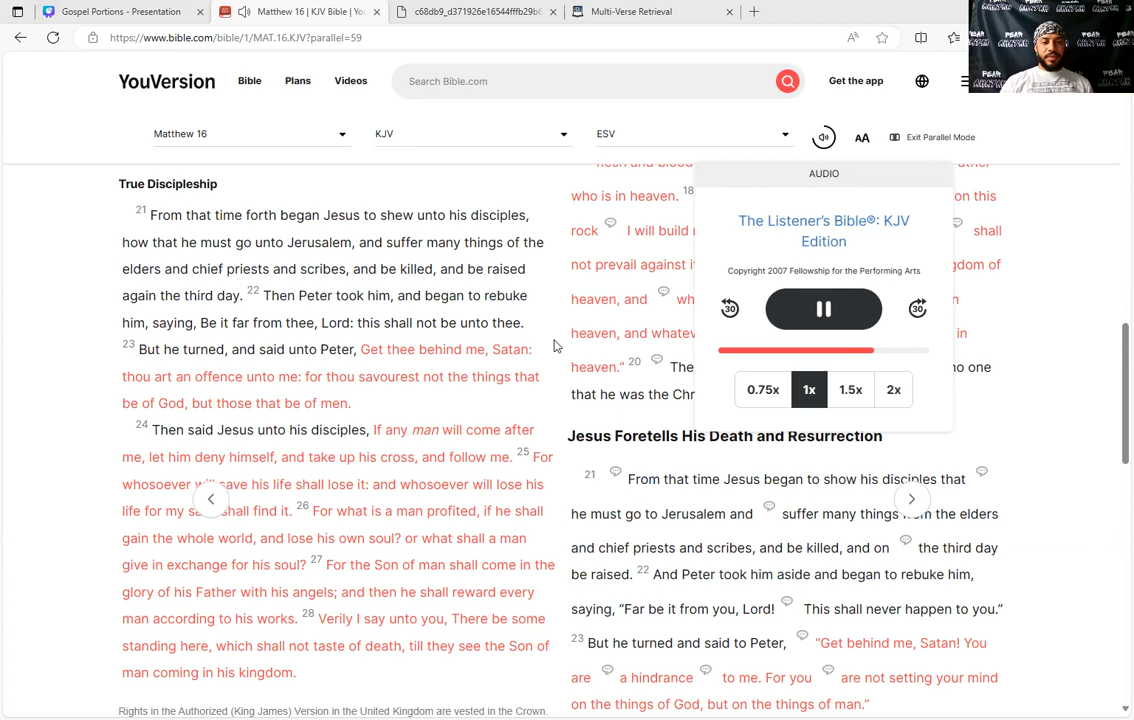 Gospel Portions - Presentation
Matthew 16 | KJV Bible | You
c68db9_d371926e16544fffb29b6
Multi-Verse Retrieval
https://www.bible.com/bible/1/MAT.16.KJV?parallel=59
YouVersion
Bible
Plans
Videos
Search Bible.com
Get the app
Matthew 16
KJV
ESV
AA
Exit Parallel Mode
True Discipleship
21 From that time forth began Jesus to shew unto his disciples,
how that he must go unto Jerusalem, and suffer many things of the
elders and chief priests and scribes, and be killed, and be raised
again the third day. 22 Then Peter took him, and began to rebuke
him, saying, Be it far from thee, Lord: this shall not be unto thee.
23 But he turned, and said unto Peter, Get thee behind me, Satan:
thou art an offence unto me: for thou savourest not the things that
be of God, but those that be of men.
24 Then said Jesus unto his disciples, If any man will come after
me, let him deny himself, and take up his cross, and follow me. 25 For
whosoever will save his life shall lose it: and whosoever will lose his
life for my shall find it. 26 For what is a man profited, if he shall
gain the whole world, and lose his own soul? or what shall a man
give in exchange for his soul? 27 For the Son of man shall come in the
glory of his Father with his angels; and then he shall reward every
man according to his works. 28 Verily I say unto you, There be some
standing here, which shall not taste of death, till they see the Son of
man coming in his kingdom.
Rights in the Authorized (King James) Version in the United Kingdom are vested in the Crown.
who is in heaven. 18 on this
rock I will build shall
not prevail against
heaven, and
heaven, and in
heaven.” 20 no one
that he was the
Jesus Foretells His Death and Resurrection
21 From that time Jesus began to show his disciples that
he must go to Jerusalem and suffer many things from the elders
and chief priests and scribes, and be killed, and on the third day
be raised. 22 And Peter took him aside and began to rebuke him,
saying, “Far be it from you, Lord! This shall never happen to you.”
23 But he turned and said to Peter, “Get behind me, Satan! You
are a hindrance to me. For you are not setting your mind
on the things of God, but on the things of man.”
AUDIO
The Listener's Bible®: KJV
Edition
Copyright 2007 Fellowship for the Performing Arts
30
30
0.75x
1x
1.5x
2x
FEAR
FEAR